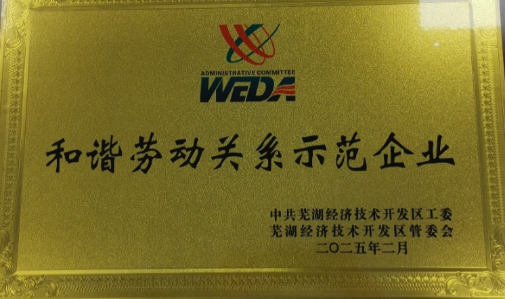 ADMINISTRATIVE COMMITTEE
WEDA
和谐劳动关系示范企业
中共芜湖经济技术开发区工委
芜湖经济技术开发区管委会
二〇二五年二月